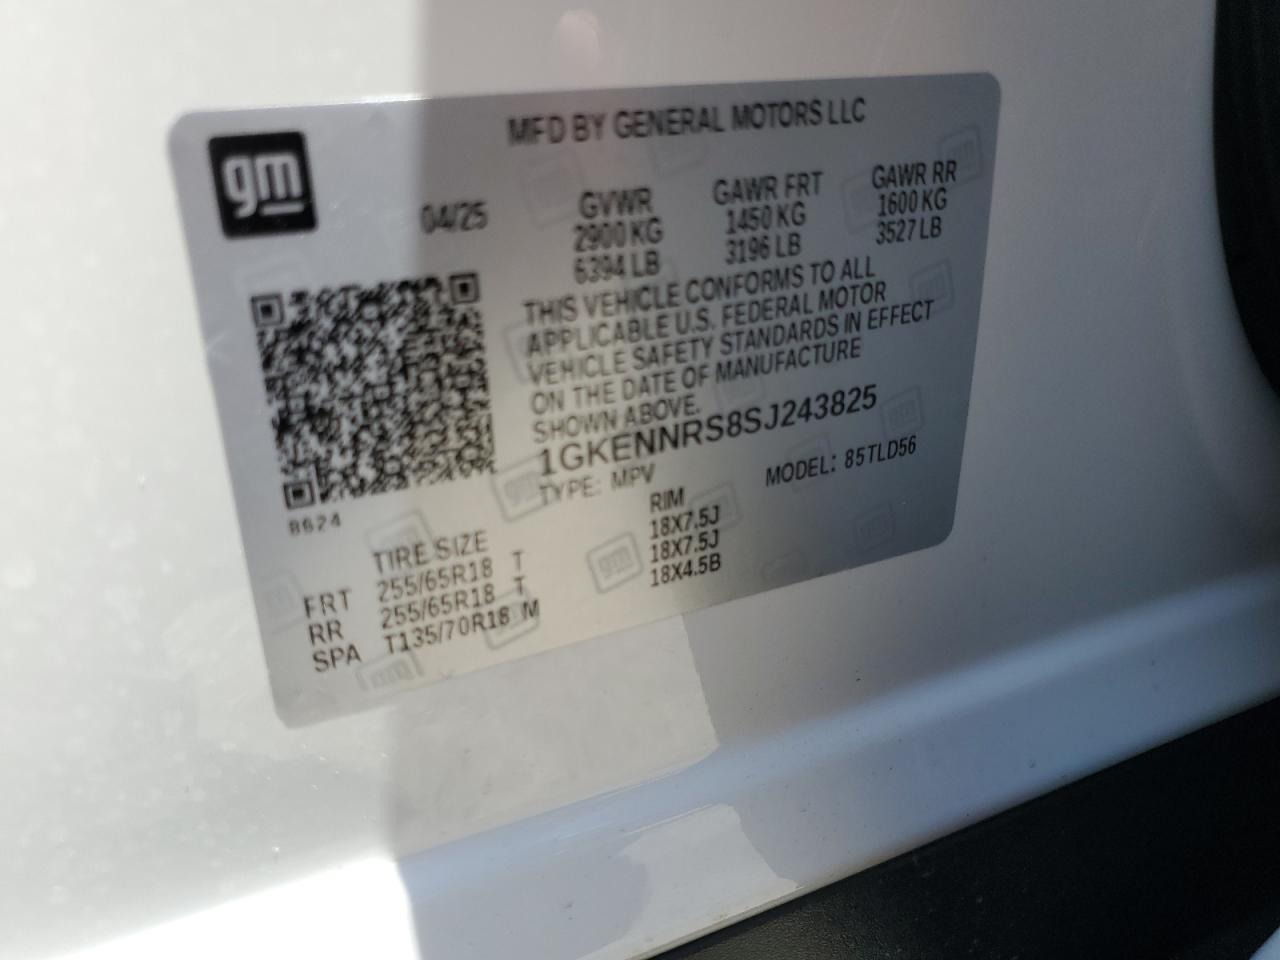 gm
MFD BY GENERAL MOTORS LLC
04/25
GVWR
2900 KG
6394 LB
GAWR FRT
1450 KG
3196 LB
GAWR RR
1600 KG
3527 LB
THIS VEHICLE CONFORMS TO ALL
APPLICABLE U.S. FEDERAL MOTOR
VEHICLE SAFETY STANDARDS IN EFFECT
ON THE DATE OF MANUFACTURE
SHOWN ABOVE.
1GKENNRS8SJ243825
TYPE: MPV MODEL: 85TLD56
8624
TIRE SIZE RIM
FRT 255/65R18 T 18X7.5J
RR 255/65R18 T 18X7.5J
SPA T135/70R18 M 18X4.5B